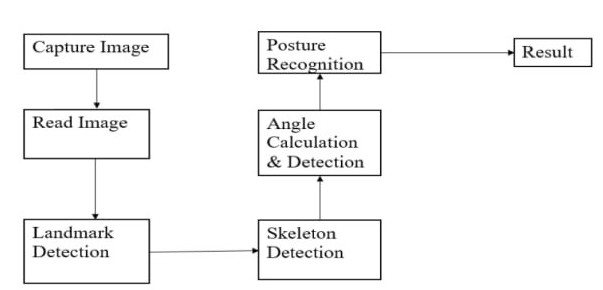 Capture Image
Read Image
Landmark
Detection
Skeleton
Detection
Angle
Calculation
& Detection
Posture
Recognition
Result